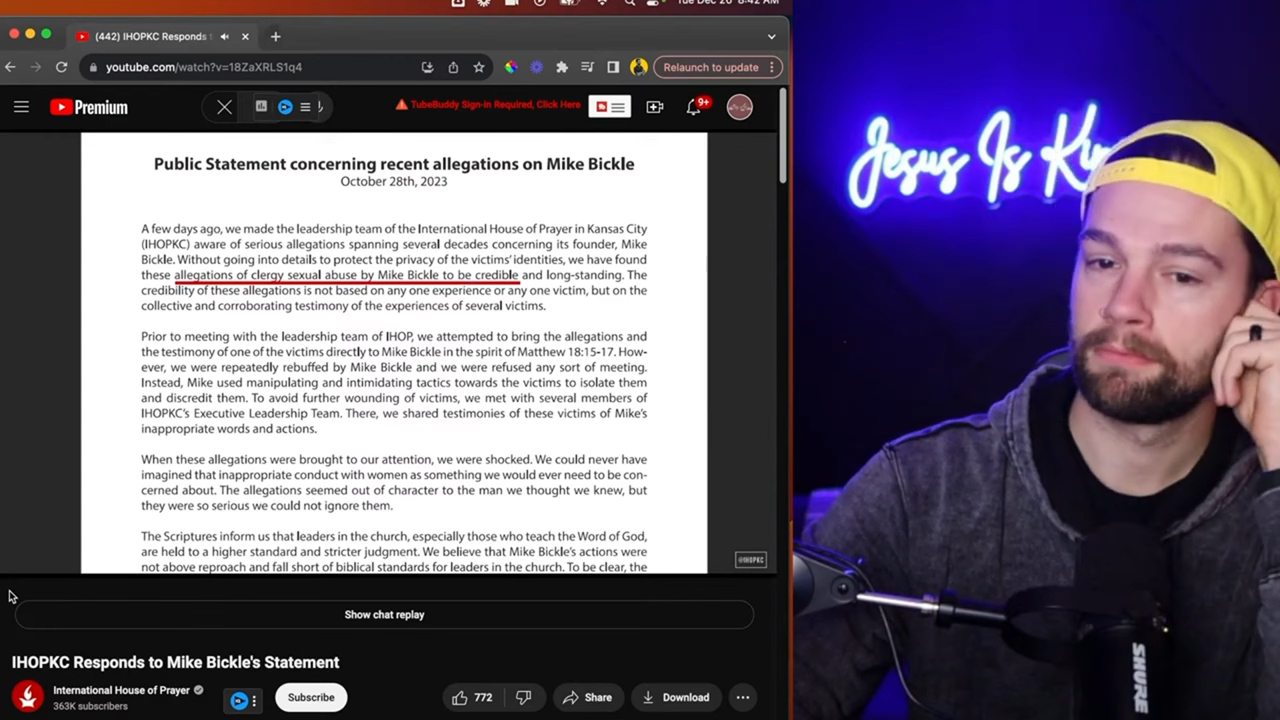 Tue Dec 26 8:42 AM
(442) IHOPKC Responds t
youtube.com/watch?v=18ZaXRLS1q4
Relaunch to update
Premium
TubeBuddy Sign-in Required, Click Here
9+
Public Statement concerning recent allegations on Mike Bickle
October 28th, 2023
A few days ago, we made the leadership team of the International House of Prayer in Kansas City
(IHOPKC) aware of serious allegations spanning several decades concerning its founder, Mike
Bickle. Without going into details to protect the privacy of the victims' identities, we have found
these allegations of clergy sexual abuse by Mike Bickle to be credible and long-standing. The
credibility of these allegations is not based on any one experience or any one victim, but on the
collective and corroborating testimony of the experiences of several victims.
Prior to meeting with the leadership team of IHOP, we attempted to bring the allegations and
the testimony of one of the victims directly to Mike Bickle in the spirit of Matthew 18:15-17. How-
ever, we were repeatedly rebuffed by Mike Bickle and we were refused any sort of meeting.
Instead, Mike used manipulating and intimidating tactics towards the victims to isolate them
and discredit them. To avoid further wounding of victims, we met with several members of
IHOPKC's Executive Leadership Team. There, we shared testimonies of these victims of Mike's
inappropriate words and actions.
When these allegations were brought to our attention, we were shocked. We could never have
imagined that inappropriate conduct with women as something we would ever need to be con-
cerned about. The allegations seemed out of character to the man we thought we knew, but
they were so serious we could not ignore them.
The Scriptures inform us that leaders in the church, especially those who teach the Word of God,
are held to a higher standard and stricter judgment. We believe that Mike Bickle's actions were
not above reproach and fall short of biblical standards for leaders in the church. To be clear, the
@IHOPKC
Show chat replay
IHOPKC Responds to Mike Bickle's Statement
International House of Prayer
363K subscribers
Subscribe
772
Share
Download
Jesus Is Kin
SHURE